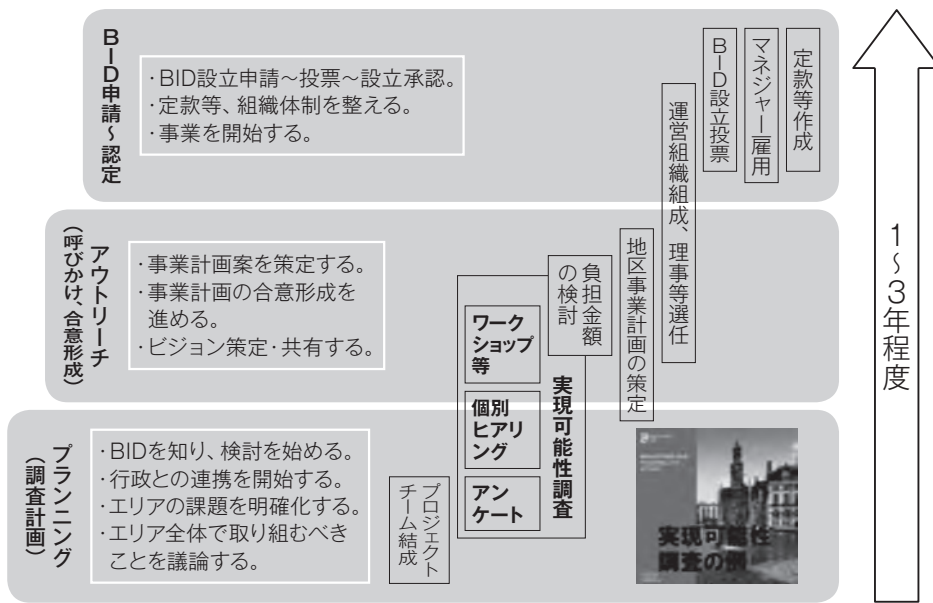 BID申請～認定
・BID設立申請～投票～設立承認。
・定款等、組織体制を整える。
・事業を開始する。
運営組織組成、理事等選任
BID設立投票
マネジャー雇用
定款等作成
アウトリーチ
（呼びかけ、合意形成）
・事業計画案を策定する。
・事業計画の合意形成を
進める。
・ビジョン策定・共有する。
ワーク
ショップ
等
負担金額
の検討
地区事業計画の策定
プランニング
（調査計画）
・BIDを知り、検討を始める。
・行政との連携を開始する。
・エリアの課題を明確化する。
・エリア全体で取り組むべき
ことを議論する。
プロジェクト
チーム結成
個別
ヒアリ
ング
アン
ケート
実現可能性調査
実現可能性
調査の例
1～3年程度